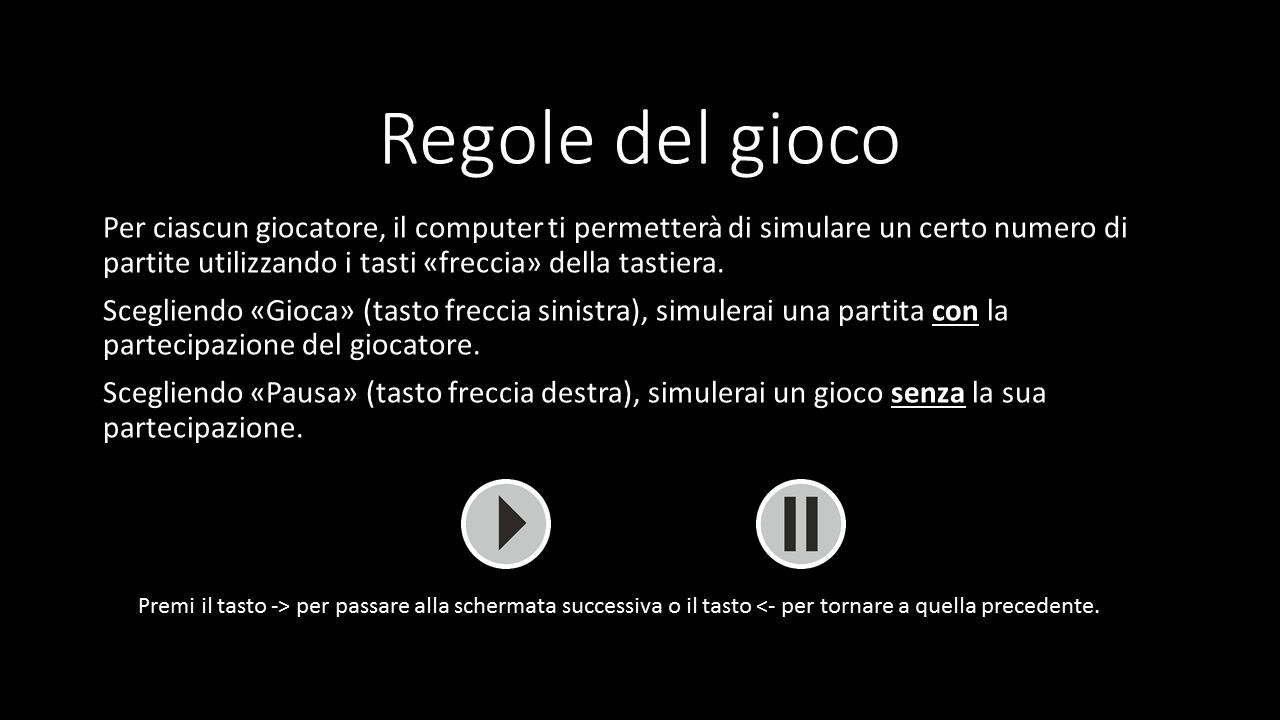 Regole del gioco
Per ciascun giocatore, il computer ti permetterà di simulare un certo numero di
partite utilizzando i tasti «freccia» della tastiera.
Scegliendo «Gioca» (tasto freccia sinistra), simulerai una partita con la
partecipazione del giocatore.
Scegliendo «Pausa» (tasto freccia destra), simulerai un gioco senza la sua
partecipazione.
Premi il tasto -> per passare alla schermata successiva o il tasto <- per tornare a quella precedente.